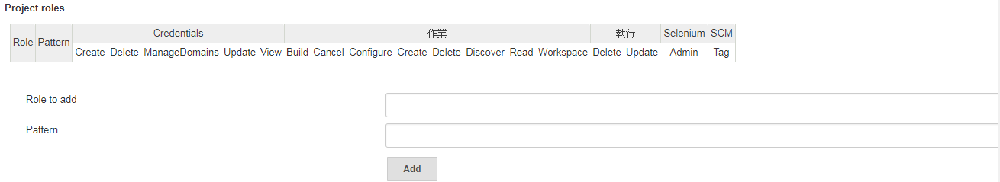 Project roles
Role Pattern Credentials 作業 執行 Selenium SCM
Create Delete ManageDomains Update View Build Cancel Configure Create Delete Discover Read Workspace Delete Update Admin Tag
Role to add
Pattern
Add